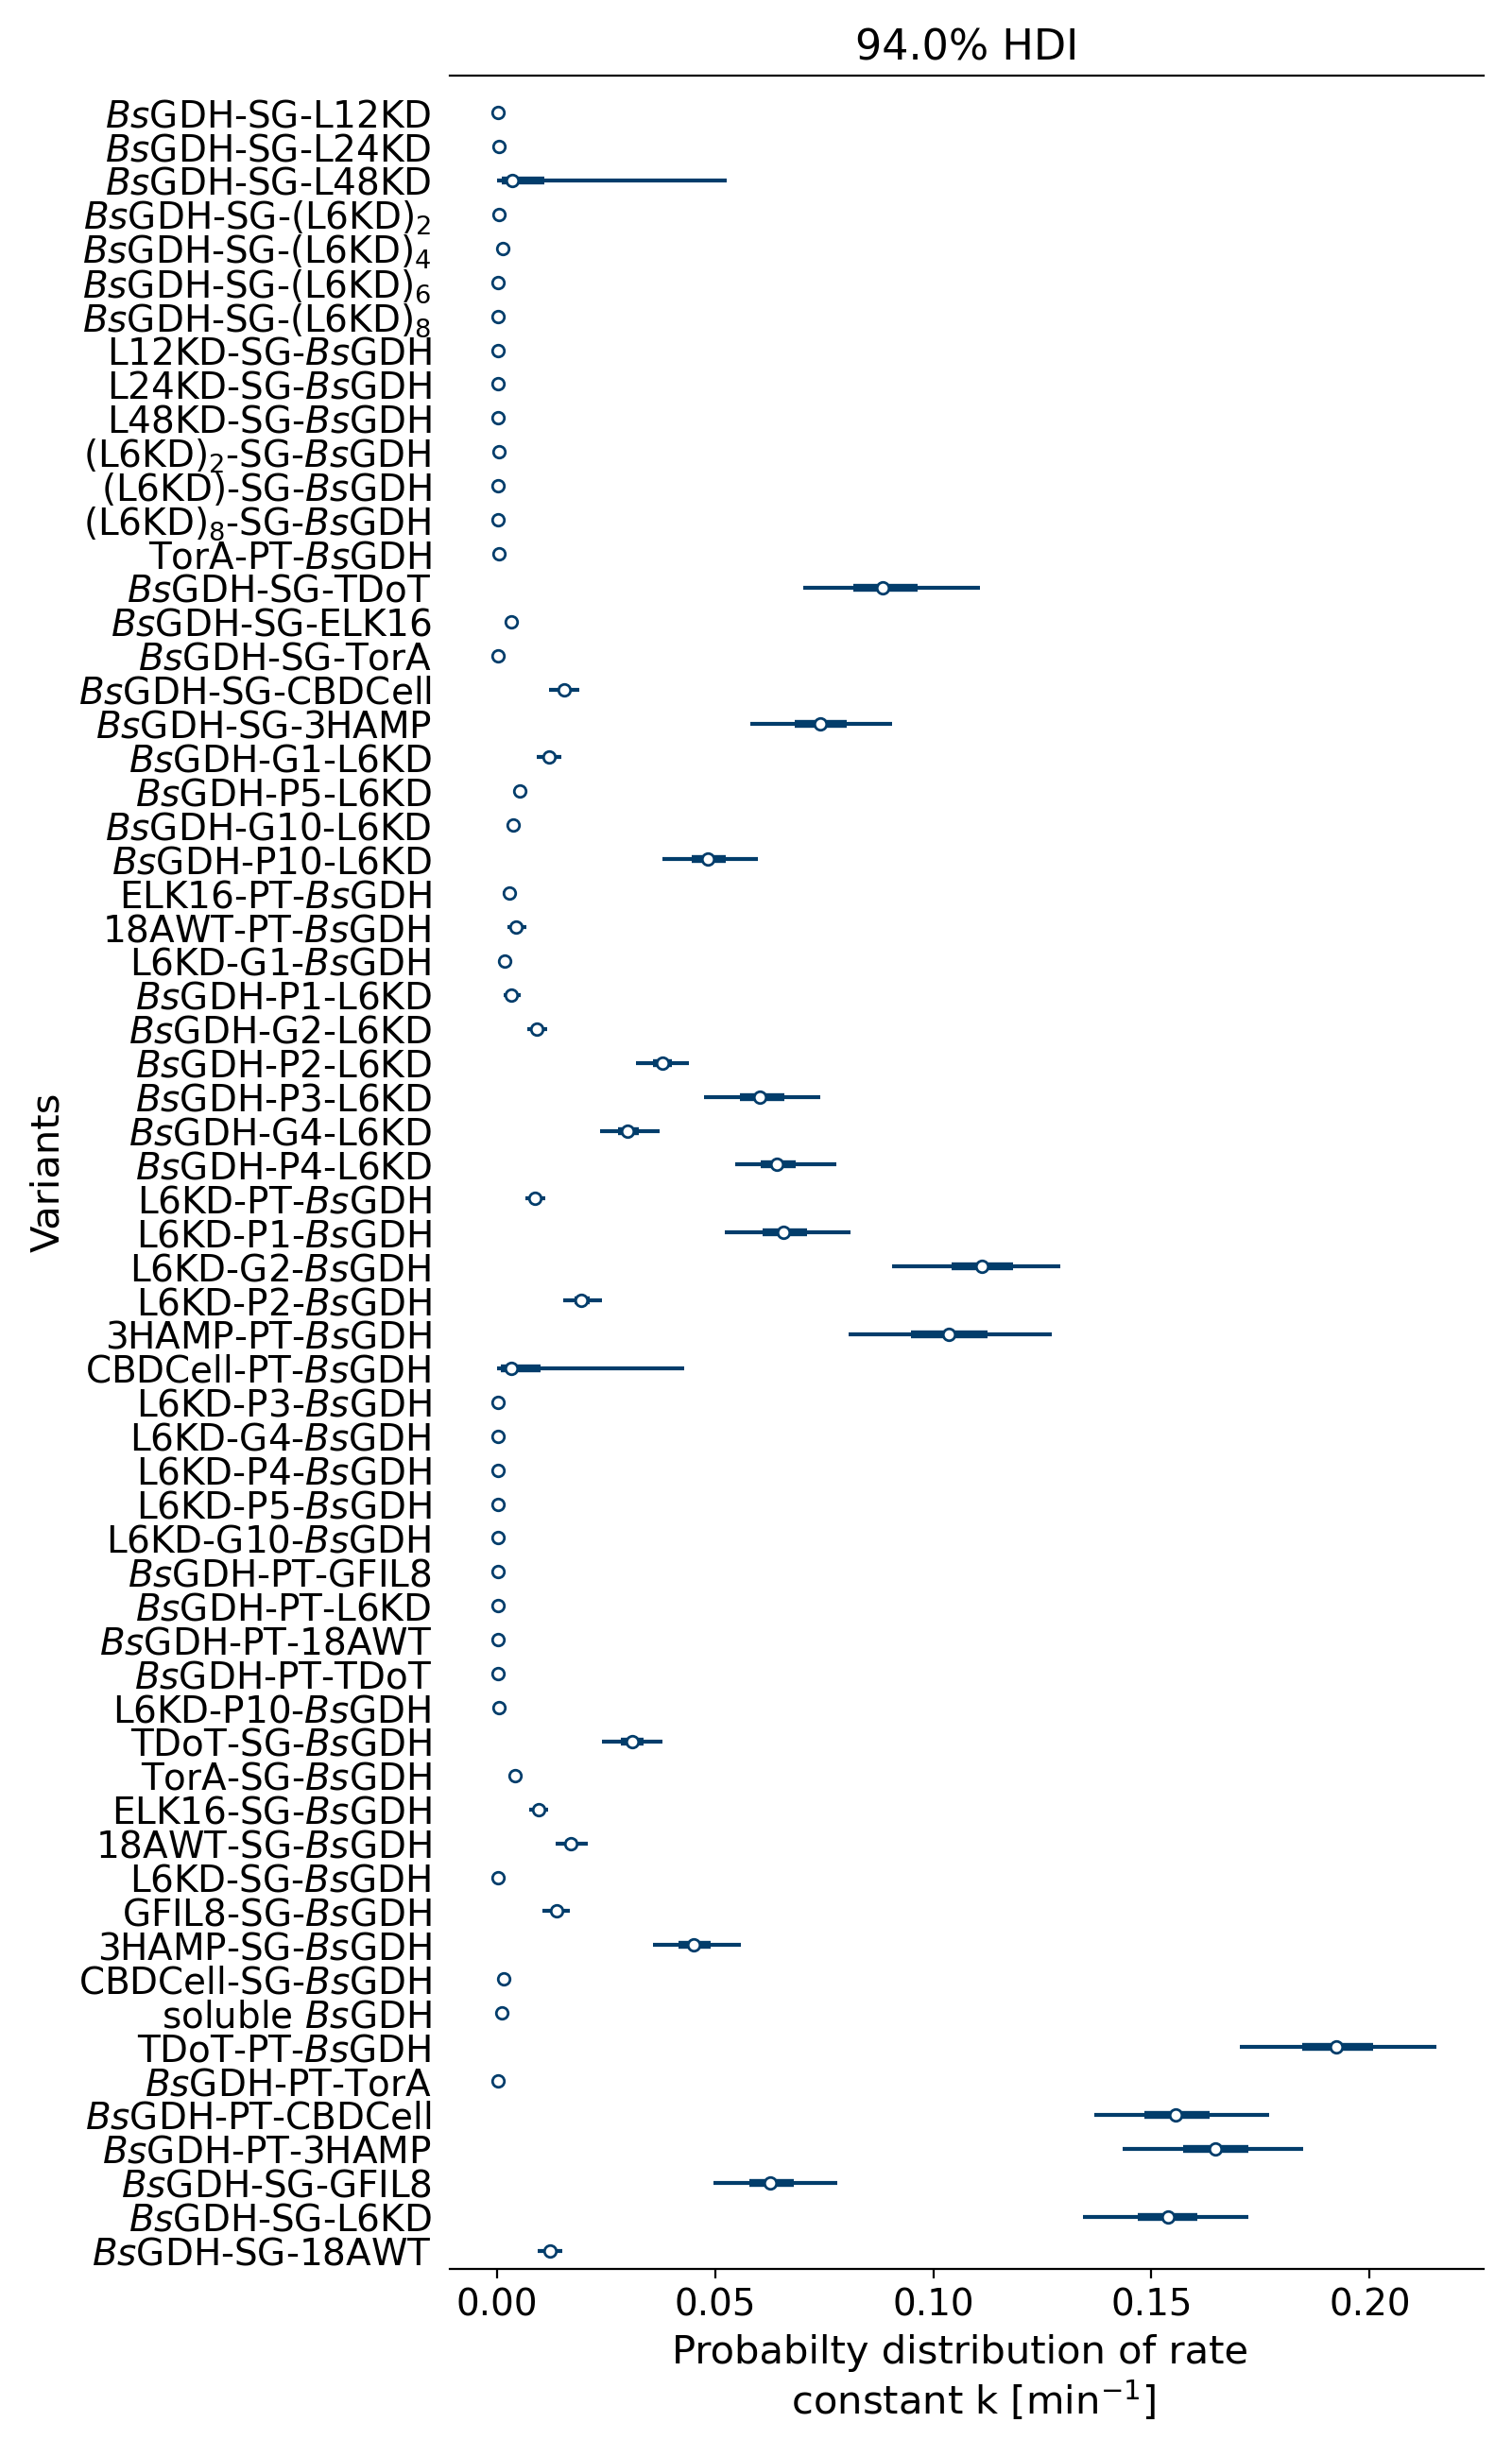 94.0% HDI
BsGDH-SG-L12KD
BsGDH-SG-L24KD
BsGDH-SG-L48KD
BsGDH-SG-(L6KD)₂
BsGDH-SG-(L6KD)₄
BsGDH-SG-(L6KD)₆
BsGDH-SG-(L6KD)₈
L12KD-SG-BsGDH
L24KD-SG-BsGDH
L48KD-SG-BsGDH
(L6KD)₂-SG-BsGDH
(L6KD)-SG-BsGDH
(L6KD)₈-SG-BsGDH
TorA-PT-BsGDH
BsGDH-SG-TDoT
BsGDH-SG-ELK16
BsGDH-SG-TorA
BsGDH-SG-CBDCell
BsGDH-SG-3HAMP
BsGDH-G1-L6KD
BsGDH-P5-L6KD
BsGDH-G10-L6KD
BsGDH-P10-L6KD
ELK16-PT-BsGDH
18AWT-PT-BsGDH
L6KD-G1-BsGDH
BsGDH-P1-L6KD
BsGDH-G2-L6KD
BsGDH-P2-L6KD
BsGDH-P3-L6KD
BsGDH-G4-L6KD
BsGDH-P4-L6KD
L6KD-PT-BsGDH
L6KD-P1-BsGDH
L6KD-G2-BsGDH
L6KD-P2-BsGDH
3HAMP-PT-BsGDH
CBDCell-PT-BsGDH
L6KD-P3-BsGDH
L6KD-G4-BsGDH
L6KD-P4-BsGDH
L6KD-P5-BsGDH
L6KD-G10-BsGDH
BsGDH-PT-GFIL8
BsGDH-PT-L6KD
BsGDH-PT-18AWT
BsGDH-PT-TDoT
L6KD-P10-BsGDH
TDoT-SG-BsGDH
TorA-SG-BsGDH
ELK16-SG-BsGDH
18AWT-SG-BsGDH
L6KD-SG-BsGDH
GFIL8-SG-BsGDH
3HAMP-SG-BsGDH
CBDCell-SG-BsGDH
soluble BsGDH
TDoT-PT-BsGDH
BsGDH-PT-TorA
BsGDH-PT-CBDCell
BsGDH-PT-3HAMP
BsGDH-SG-GFIL8
BsGDH-SG-L6KD
BsGDH-SG-18AWT
Variants
0.00 0.05 0.10 0.15 0.20
Probabilty distribution of rate
constant k [min⁻¹]